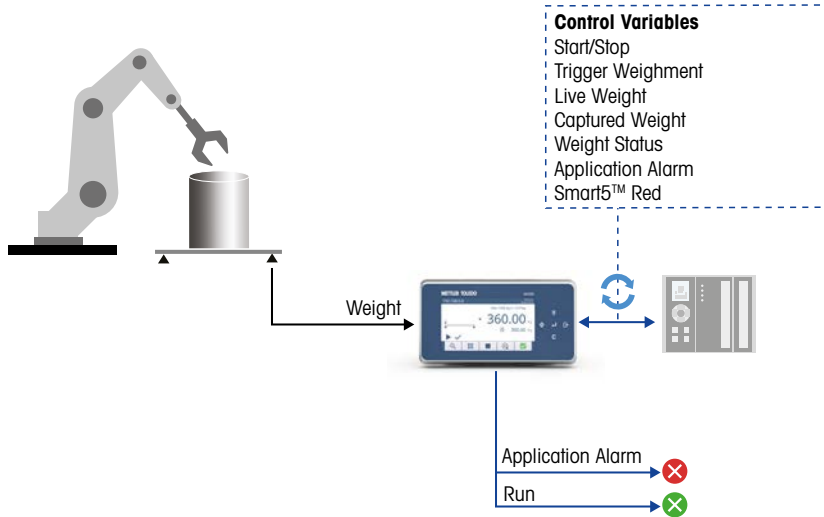 Control Variables
Start/Stop
Trigger Weighment
Live Weight
Captured Weight
Weight Status
Application Alarm
Smart5™ Red
Weight
METTLER TOLEDO
360.00
C
Application Alarm
Run